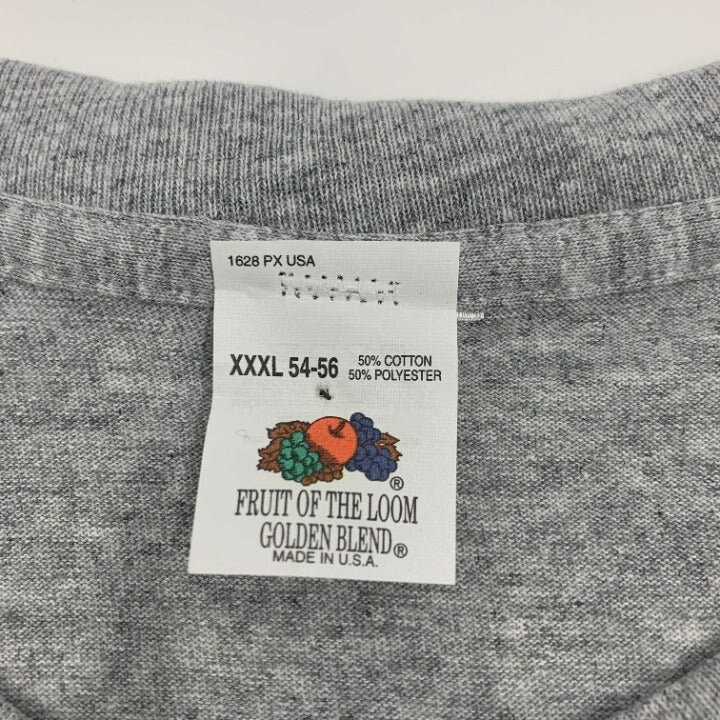 1628 PX USA
XXXL 54-56
50% COTTON
50% POLYESTER
®
FRUIT OF THE LOOM
GOLDEN BLEND®
MADE IN U.S.A.